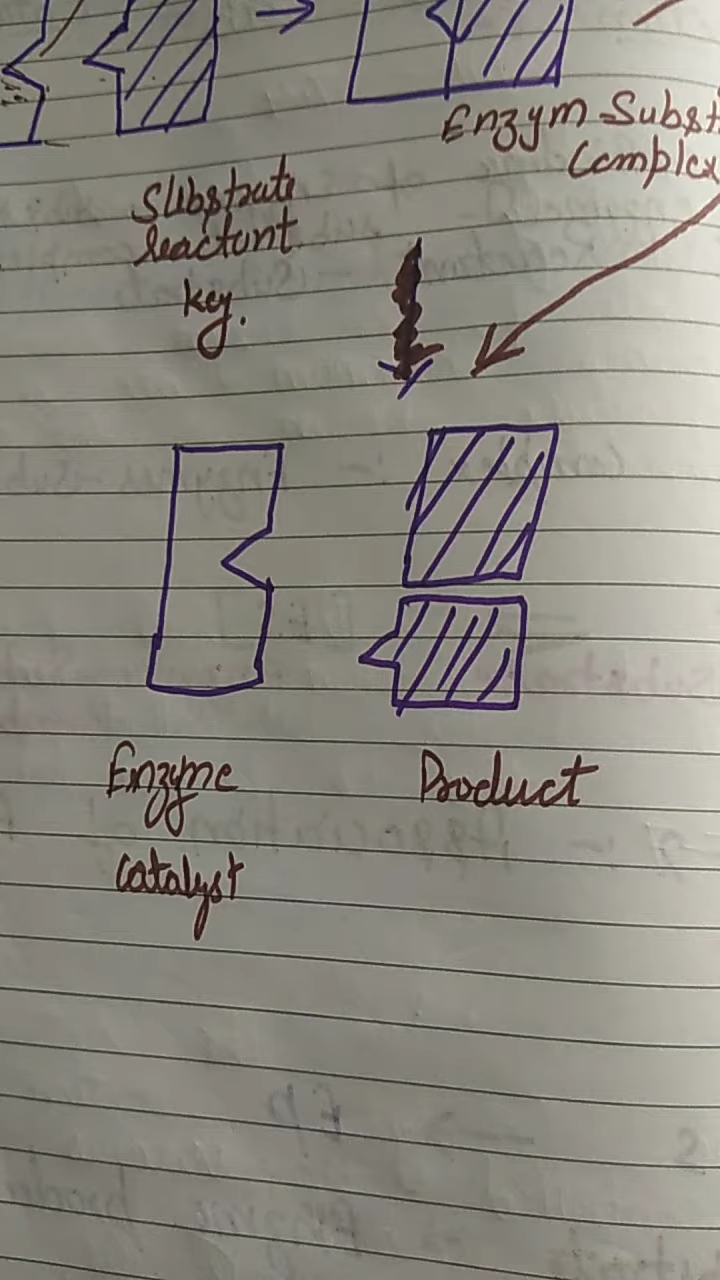 Enzym Subst
Complex
Substrate
reactant
key.
Enzyme
catalyst
Product